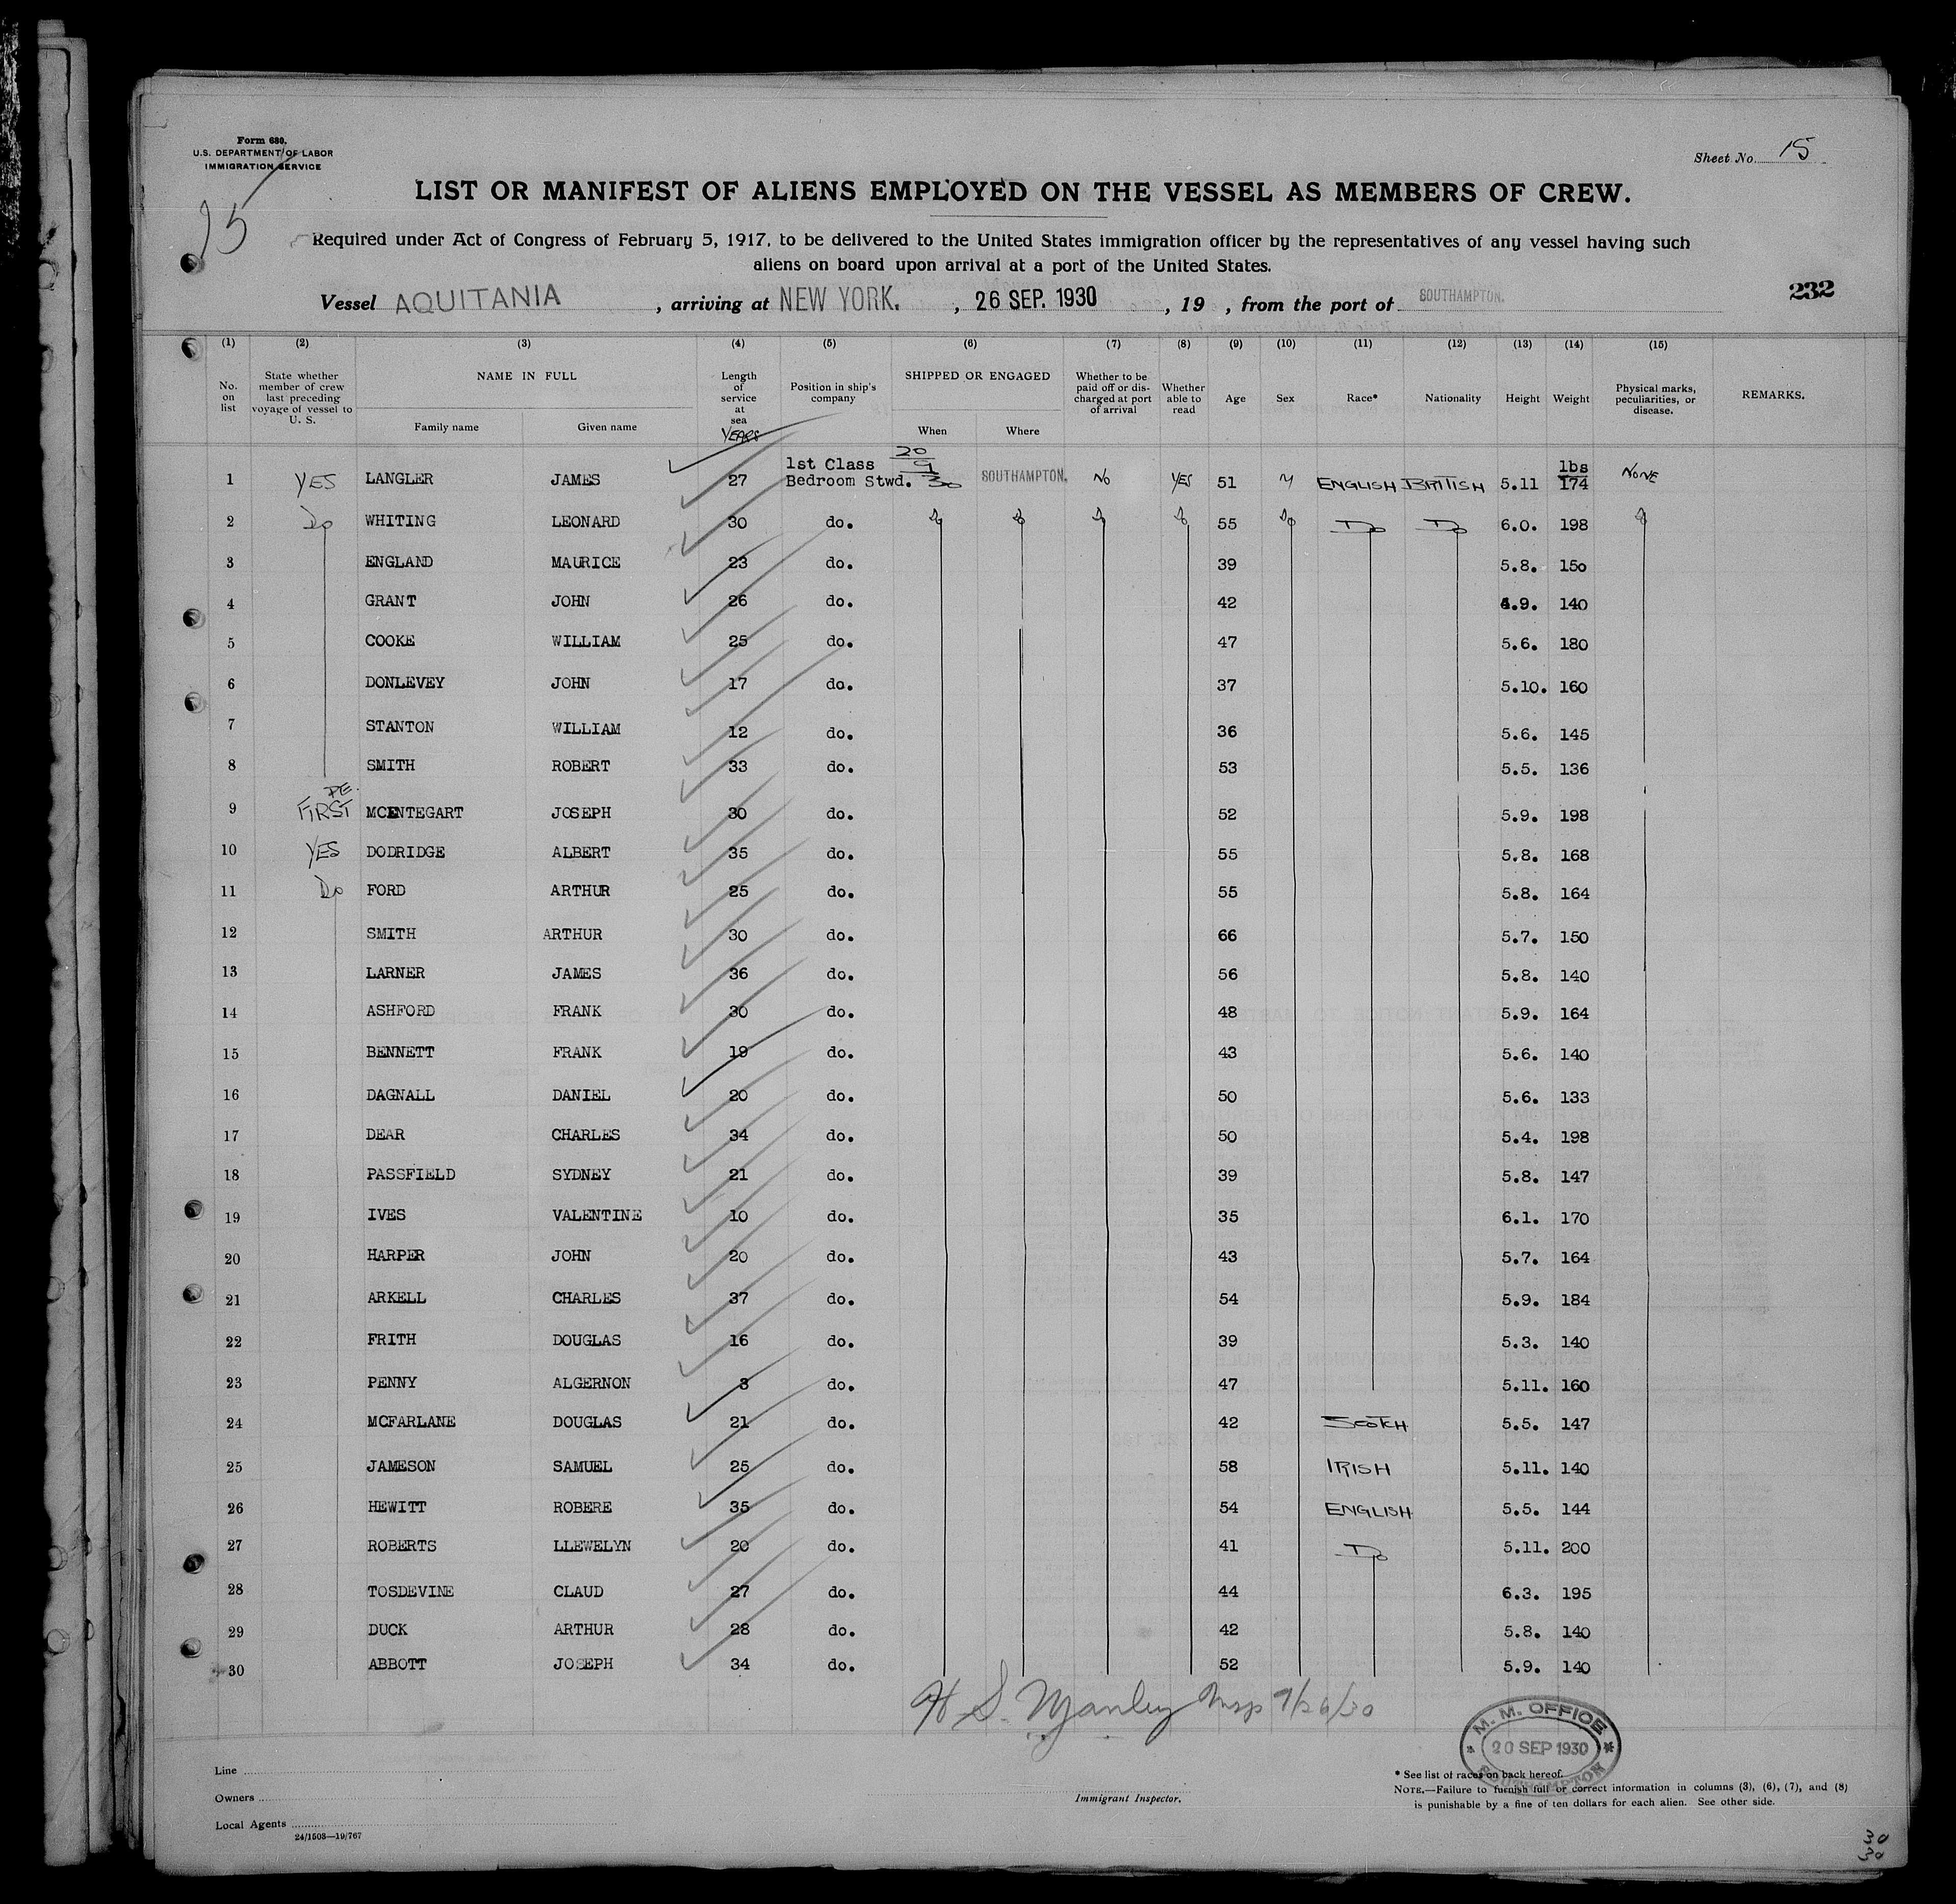 Form 680.
U.S. DEPARTMENT OF LABOR
IMMIGRATION SERVICE
Sheet No. 15
15
LIST OR MANIFEST OF ALIENS EMPLOYED ON THE VESSEL AS MEMBERS OF CREW.
Required under Act of Congress of February 5, 1917, to be delivered to the United States immigration officer by the representatives of any vessel having such
aliens on board upon arrival at a port of the United States.
232
Vessel AQUITANIA, arriving at NEW YORK., 26 SEP. 1930, 19 , from the port of SOUTHAMPTON.
(1) (2) (3) (4) (5) (6) (7) (8) (9) (10) (11) (12) (13) (14) (15)
No. on list State whether member of crew last preceding voyage of vessel to U. S. NAME IN FULL Family name Given name Length of service at sea YEARS Position in ship's company SHIPPED OR ENGAGED When Where Whether to be paid off or discharged at port of arrival Whether able to read Age Sex Race* Nationality Height Weight Physical marks, peculiarities, or disease. REMARKS.
1 YES LANGLER JAMES 27 1st Class Bedroom Stwd. 20 9 30 SOUTHAMPTON. NO YES 51 M ENGLISH BRITISH 5.11 lbs 174 NONE
2 Do WHITING LEONARD 30 do. Do Do Do Do 55 Do Do Do 6.0. 198 Do
3 ENGLAND MAURICE 23 do. 39 5.8. 150
4 GRANT JOHN 26 do. 42 .9. 140
5 COOKE WILLIAM 25 do. 47 5.6. 180
6 DONLEVEY JOHN 17 do. 37 5.10. 160
7 STANTON WILLIAM 12 do. 36 5.6. 145
8 SMITH ROBERT 33 do. 53 5.5. 136
9 FIRST MCENTEGART JOSEPH 30 do. 52 5.9. 198
10 YES DODRIDGE ALBERT 35 do. 55 5.8. 168
11 Do FORD ARTHUR 25 do. 55 5.8. 164
12 SMITH ARTHUR 30 do. 66 5.7. 150
13 LARNER JAMES 36 do. 56 5.8. 140
14 ASHFORD FRANK 30 do. 48 5.9. 164
15 BENNETT FRANK 19 do. 43 5.6. 140
16 DAGNALL DANIEL 20 do. 50 5.6. 133
17 DEAR CHARLES 34 do. 50 5.4. 198
18 PASSFIELD SYDNEY 21 do. 39 5.8. 147
19 IVES VALENTINE 10 do. 35 6.1. 170
20 HARPER JOHN 20 do. 43 5.7. 164
21 ARKELL CHARLES 37 do. 54 5.9. 184
22 FRITH DOUGLAS 16 do. 39 5.3. 140
23 PENNY ALGERNON 3 do. 47 5.11. 160
24 MCFARLANE DOUGLAS 21 do. 42 SCOTCH 5.5. 147
25 JAMESON SAMUEL 25 do. 58 IRISH 5.11. 140
26 HEWITT ROBERE 35 do. 54 ENGLISH 5.5. 144
27 ROBERTS LLEWELYN 20 do. 41 Do 5.11. 200
28 TOSDEVINE CLAUD 27 do. 44 6.3. 195
29 DUCK ARTHUR 28 do. 42 5.8. 140
30 ABBOTT JOSEPH 34 do. 52 5.9. 140
H. S. Manley Insp 9/26/30
M. M. OFFICE
20 SEP 1930
SOUTHAMPTON
Line
Owners
Local Agents
24/1503—19/767
Immigrant Inspector.
* See list of races on back hereof.
NOTE.—Failure to furnish full or correct information in columns (3), (6), (7), and (8)
is punishable by a fine of ten dollars for each alien. See other side.
30
30